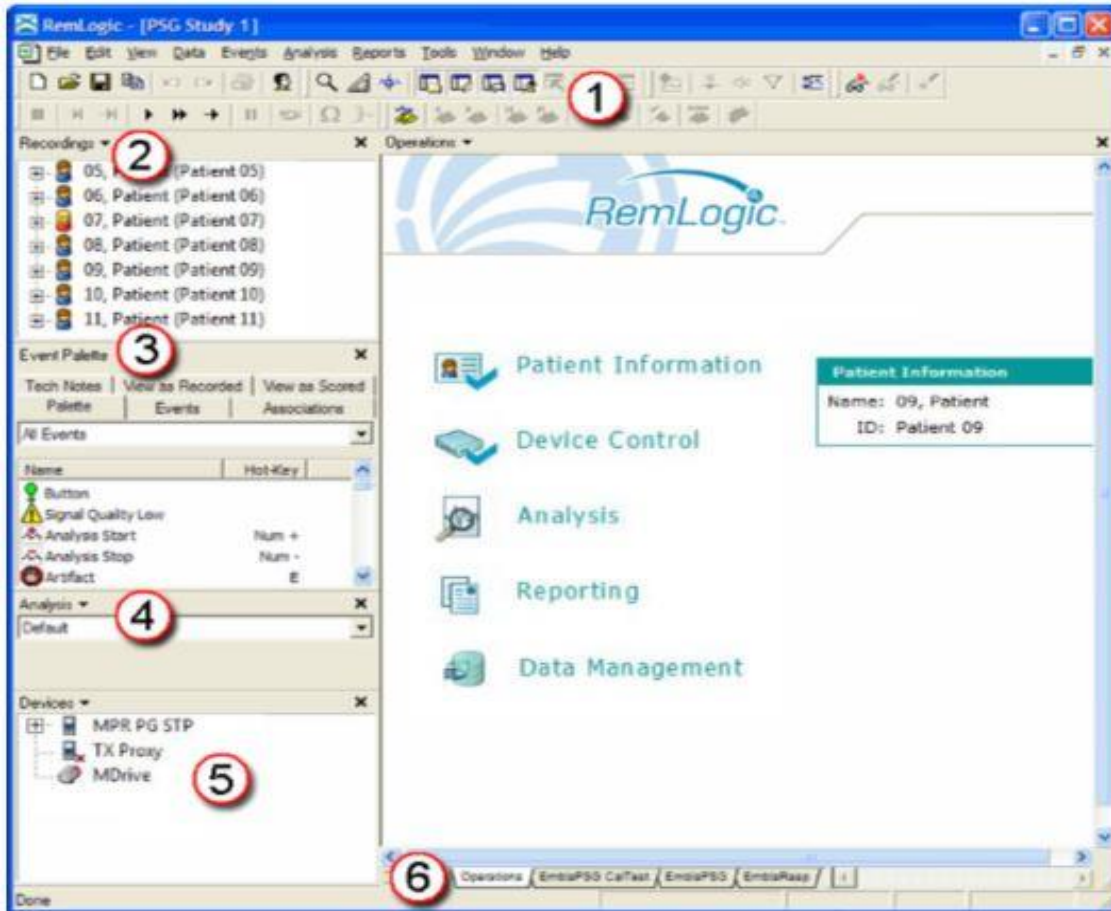 RemLogic - [PSG Study 1]
File Edit View Data Events Analysis Reports Tools Window Help
1
Recordings
2
Operations
05, Patient (Patient 05)
06, Patient (Patient 06)
07, Patient (Patient 07)
08, Patient (Patient 08)
09, Patient (Patient 09)
10, Patient (Patient 10)
11, Patient (Patient 11)
RemLogic
Event Palette
3
Tech Notes View as Recorded View as Scored
Palette Events Associations
All Events
Name Hot-Key
Button
Signal Quality Low
Analysis Start Num +
Analysis Stop Num -
Artifact E
Analysis
4
Default
Devices
MPR PG STP
TX Proxy
MDrive
5
Patient Information
Device Control
Analysis
Reporting
Data Management
Patient Information
Name: 09, Patient
ID: Patient 09
6
Operations EmblaPSG CalTest EmblaPSG EmblaResp
Done